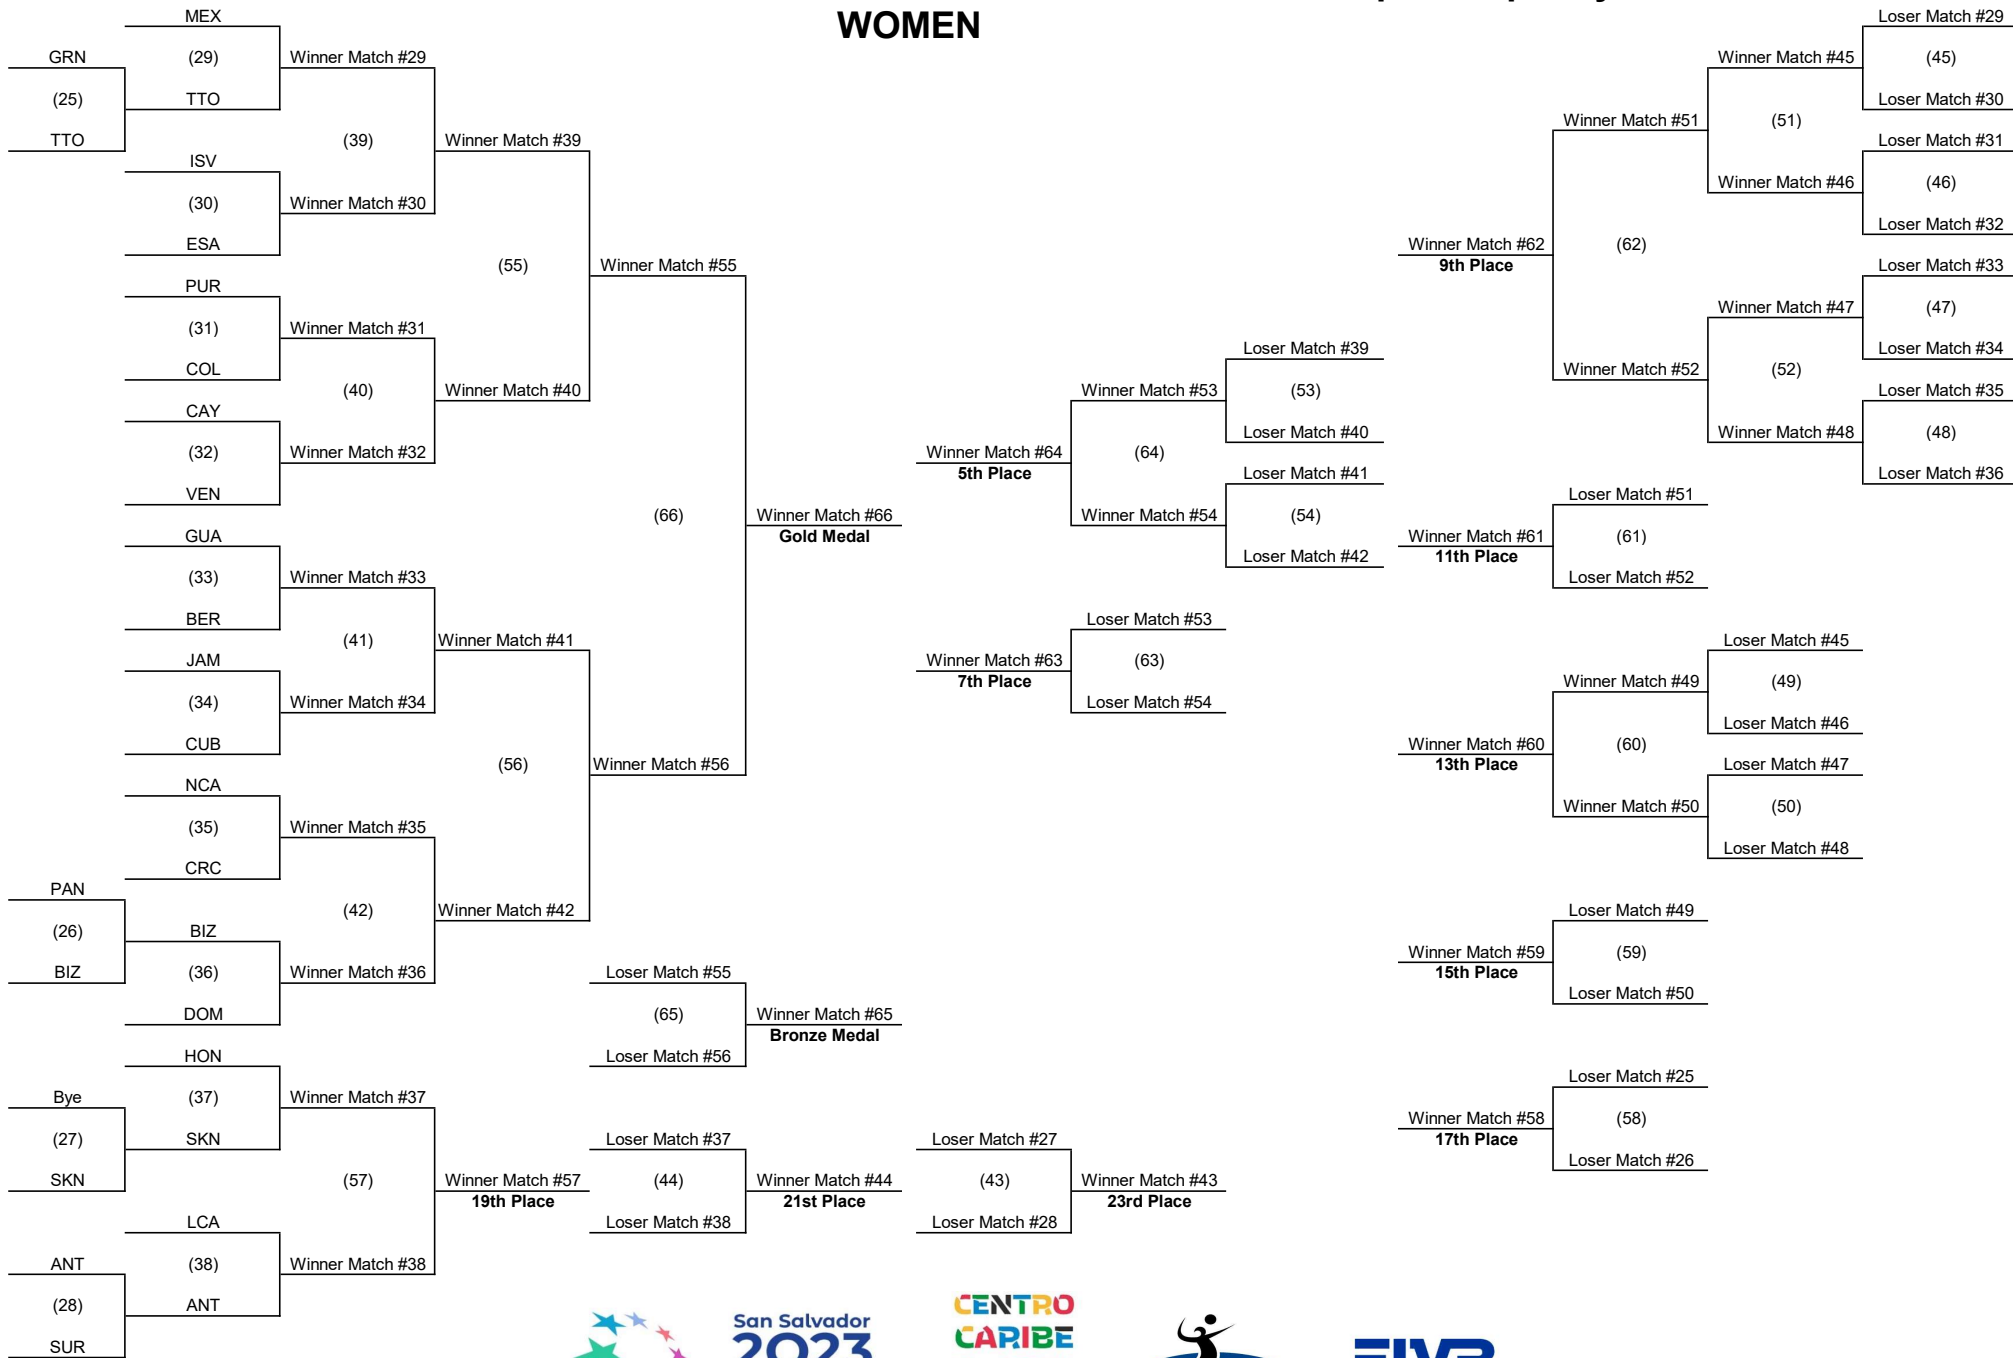 WOMEN
MEX
GRN
(29)
Winner Match #29
(25)
TTO
TTO
(39)
Winner Match #39
ISV
(30)
Winner Match #30
ESA
(55)
Winner Match #55
PUR
(31)
Winner Match #31
COL
(40)
Winner Match #40
CAY
(32)
Winner Match #32
VEN
(66)
Winner Match #66
Gold Medal
GUA
(33)
Winner Match #33
BER
(41)
Winner Match #41
JAM
(34)
Winner Match #34
CUB
(56)
Winner Match #56
NCA
(35)
Winner Match #35
CRC
PAN
(42)
Winner Match #42
(26)
BIZ
BIZ
(36)
Winner Match #36
DOM
Loser Match #55
(65)
Winner Match #65
Bronze Medal
Loser Match #56
HON
Bye
(37)
Winner Match #37
(27)
SKN
SKN
(57)
Winner Match #57
19th Place
LCA
ANT
(38)
Winner Match #38
(28)
ANT
SUR
Loser Match #37
(44)
Winner Match #44
21st Place
Loser Match #38
Loser Match #27
(43)
Winner Match #43
23rd Place
Loser Match #28
Loser Match #39
Winner Match #53
(53)
Loser Match #40
Winner Match #64
5th Place
(64)
Loser Match #41
Winner Match #54
(54)
Loser Match #42
Loser Match #53
Winner Match #63
7th Place
(63)
Loser Match #54
Loser Match #29
Winner Match #45
(45)
Loser Match #30
Winner Match #51
(51)
Loser Match #31
Winner Match #46
(46)
Loser Match #32
Winner Match #62
9th Place
(62)
Loser Match #33
Winner Match #47
(47)
Loser Match #34
Winner Match #52
(52)
Loser Match #35
Winner Match #48
(48)
Loser Match #36
Loser Match #51
Winner Match #61
11th Place
(61)
Loser Match #52
Loser Match #45
Winner Match #49
(49)
Loser Match #46
Winner Match #60
13th Place
(60)
Loser Match #47
Winner Match #50
(50)
Loser Match #48
Loser Match #49
Winner Match #59
15th Place
(59)
Loser Match #50
Loser Match #25
Winner Match #58
17th Place
(58)
Loser Match #26
San Salvador
2023
CENTRO
CARIBE
FIVB